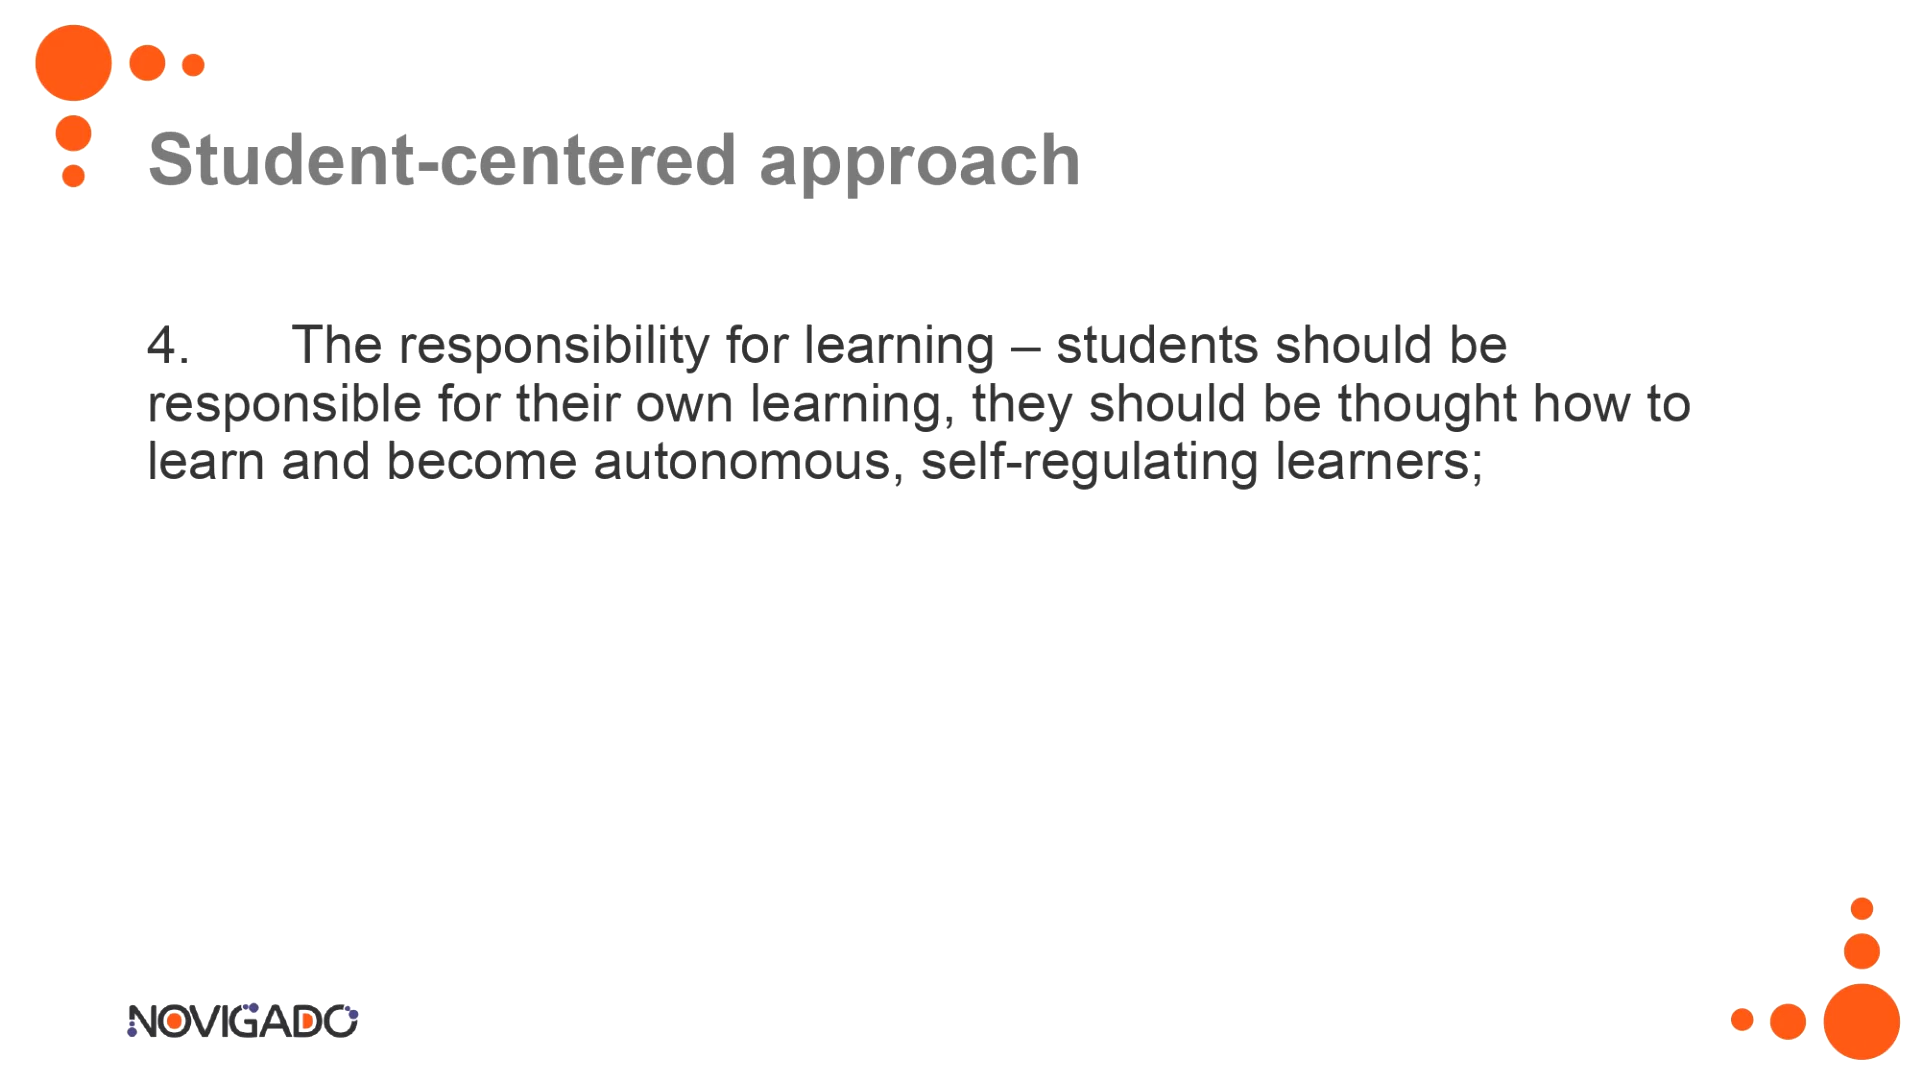 Student-centered approach
4. The responsibility for learning – students should be
responsible for their own learning, they should be thought how to
learn and become autonomous, self-regulating learners;
NOVIGADO